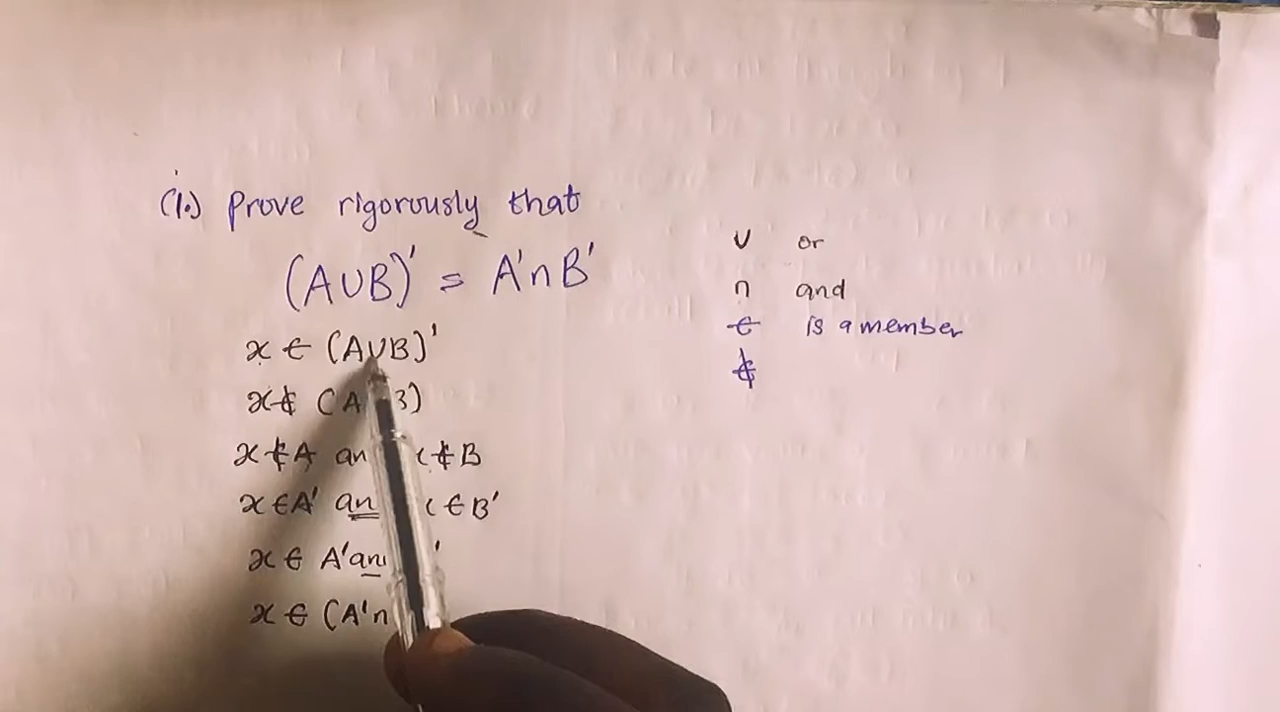 (1.) Prove rigorously that
(A∪B)' = A'∩B'
x ∈ (A∪B)'
x ∉ (A B)
x ∉ A an x ∉ B
x ∈ A' an x ∈ B'
x ∈ A' an '
x ∈ (A'∩
∪ or
∩ and
∈ is a member
∉